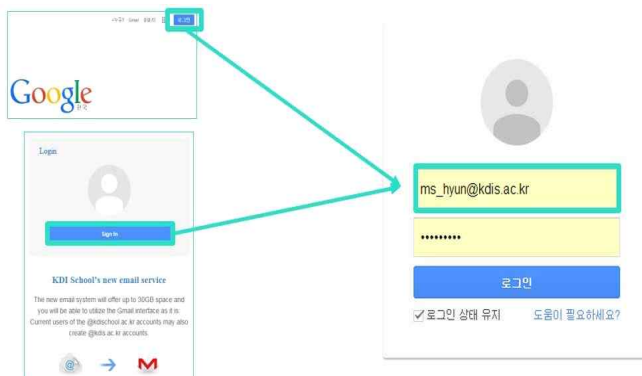 로그인
Google
Login
Sign In
KDI School's new email service
The new email system will offer up to 30GB space and
you will be able to utilize the Gmail interface as it is.
Current users of the @kdischool.ac.kr accounts may also
create @kdis.ac.kr accounts.
@
ms_hyun@kdis.ac.kr
•••••••••
로그인
로그인 상태 유지
도움이 필요하세요?